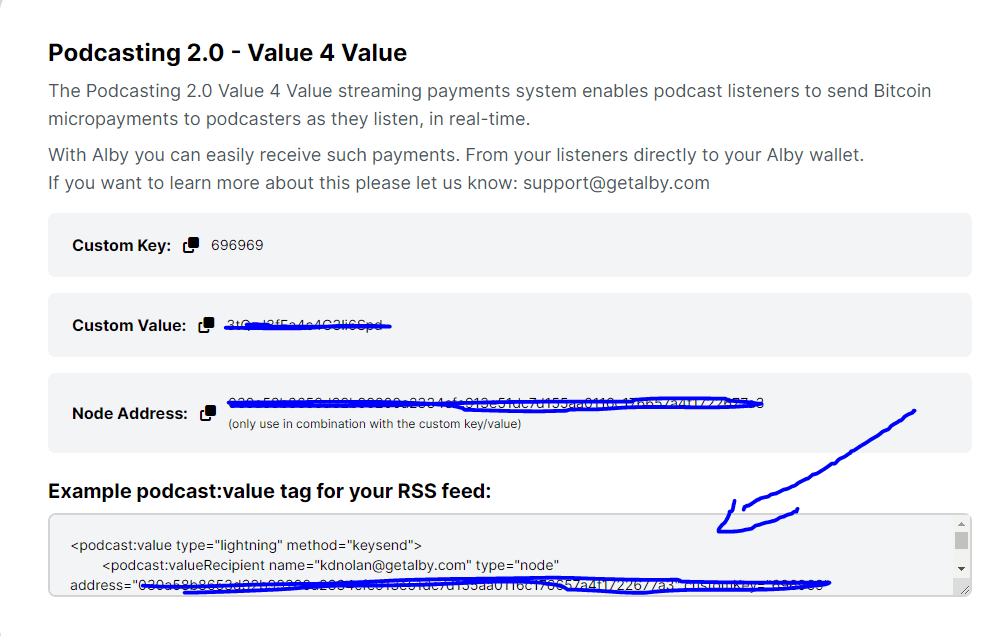 Podcasting 2.0 - Value 4 Value
The Podcasting 2.0 Value 4 Value streaming payments system enables podcast listeners to send Bitcoin
micropayments to podcasters as they listen, in real-time.
With Alby you can easily receive such payments. From your listeners directly to your Alby wallet.
If you want to learn more about this please let us know: support@getalby.com
Custom Key: 696969
Custom Value:
Node Address:
(only use in combination with the custom key/value)
Example podcast:value tag for your RSS feed:
<podcast:value type="lightning" method="keysend">
<podcast:valueRecipient name="kdnolan@getalby.com" type="node"
address="